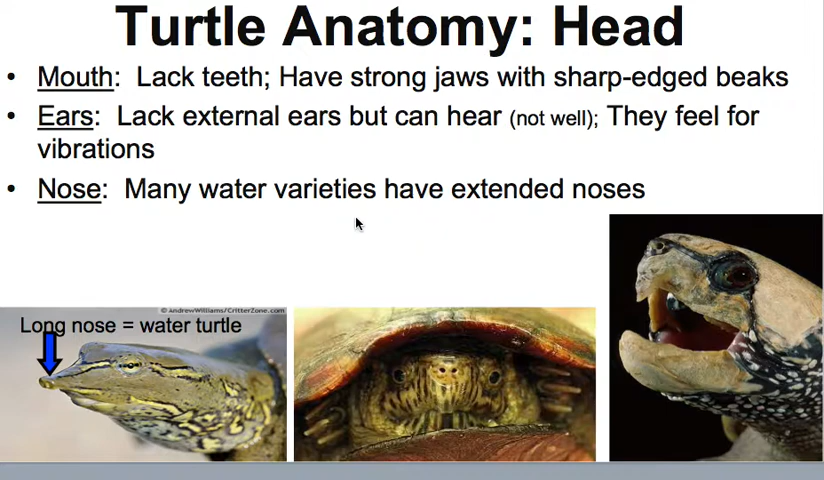 Turtle Anatomy: Head
• Mouth: Lack teeth; Have strong jaws with sharp-edged beaks
• Ears: Lack external ears but can hear (not well); They feel for
vibrations
• Nose: Many water varieties have extended noses
© AndrewWilliams/CritterZone.com
Long nose = water turtle